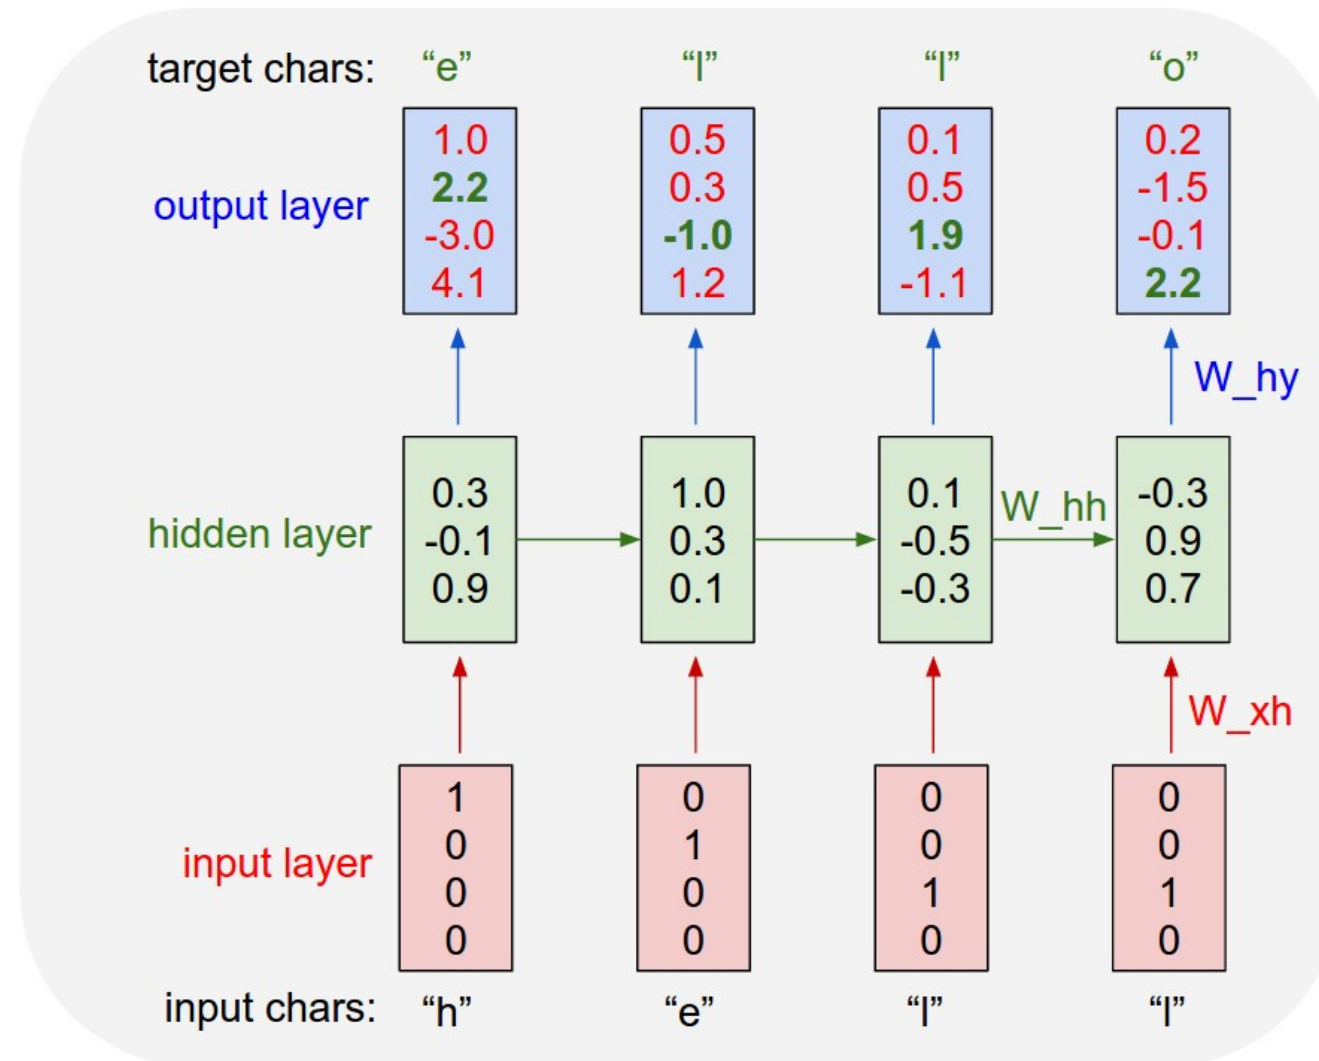 target chars: “e” “l” “l” “o”
1.0 0.5 0.1 0.2
2.2 0.3 0.5 -1.5
output layer
-3.0 -1.0 1.9 -0.1
4.1 1.2 -1.1 2.2
W_hy
0.3 1.0 0.1 -0.3
W_hh
hidden layer
-0.1 0.3 -0.5 0.9
0.9 0.1 -0.3 0.7
W_xh
1 0 0 0
0 1 0 0
input layer
0 0 1 1
0 0 0 0
input chars: “h” “e” “l” “l”